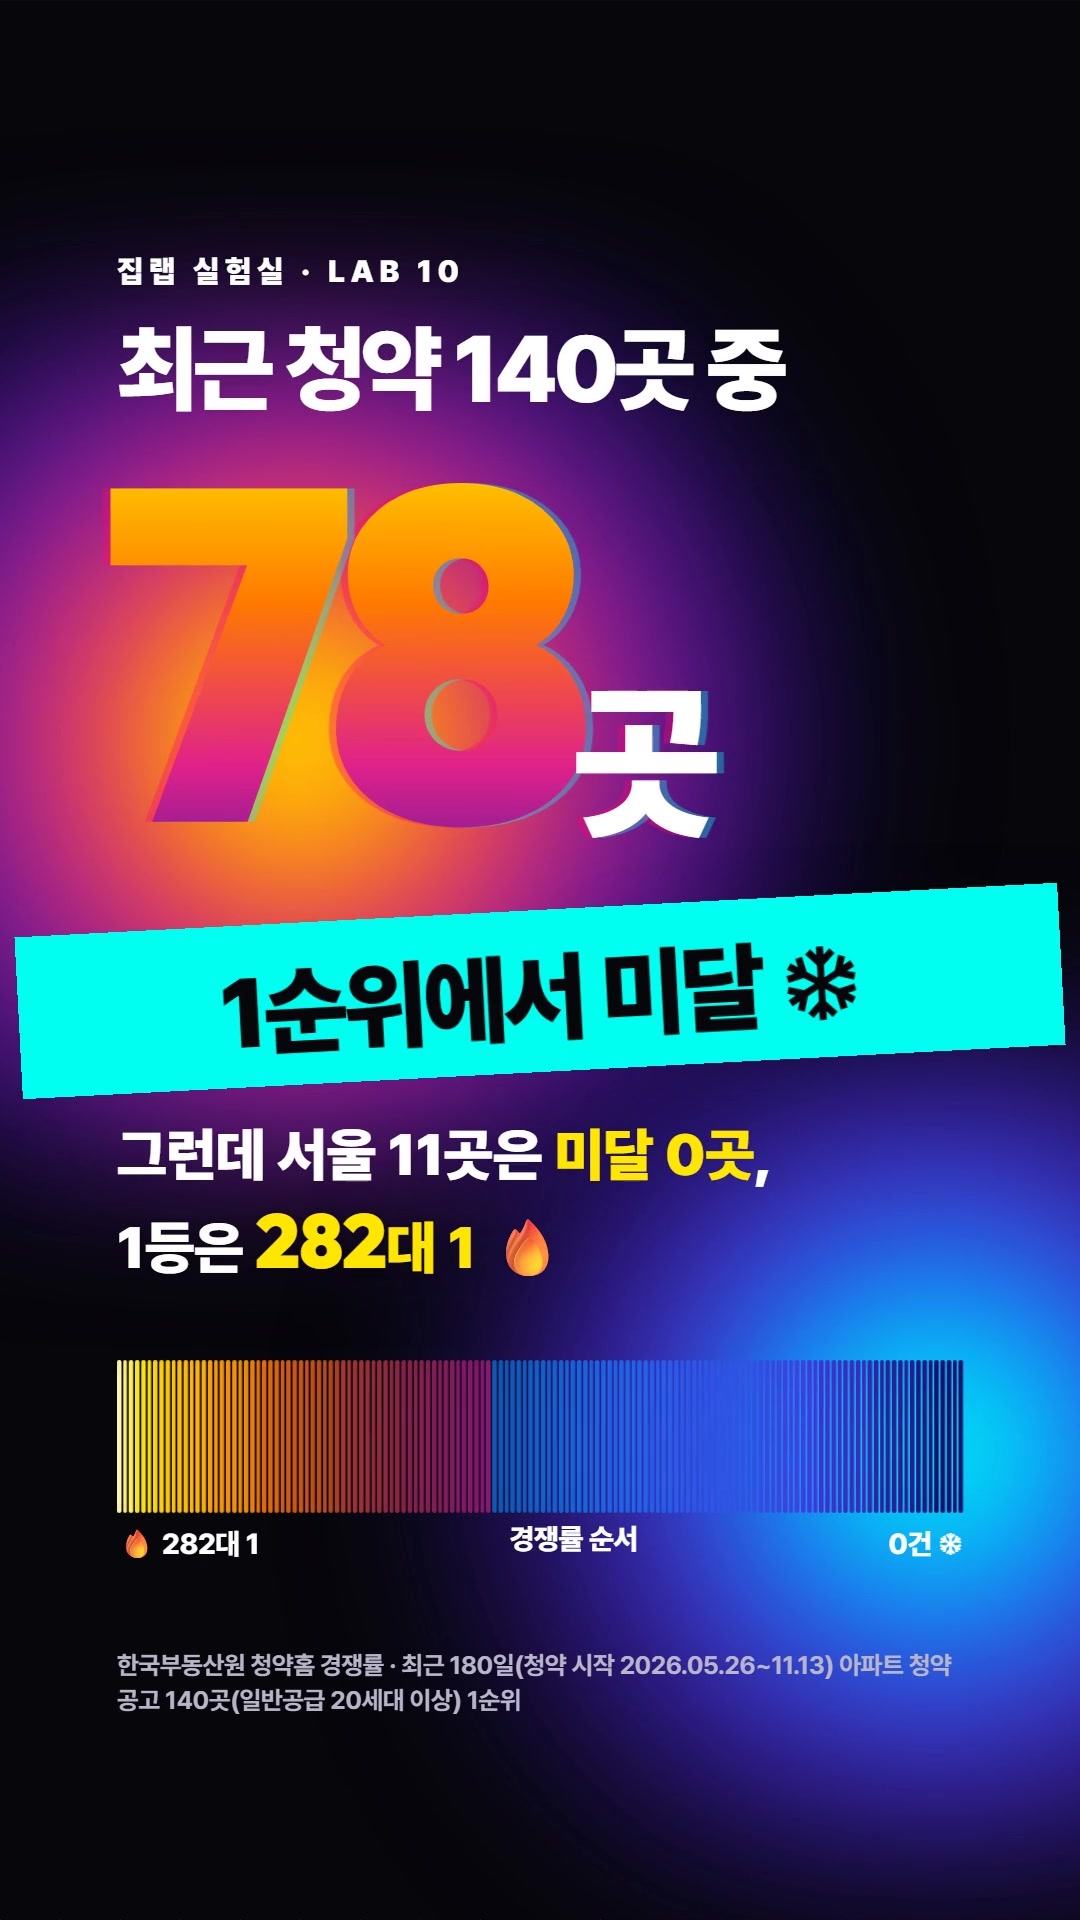 집랩 실험실 · LAB 10
최근 청약 140곳 중
78곳
1순위에서 미달 ❄
그런데 서울 11곳은 미달 0곳,
1등은 282대 1 🔥
🔥 282대 1
경쟁률 순서
0건 ❄
한국부동산원 청약홈 경쟁률 · 최근 180일(청약 시작 2026.05.26~11.13) 아파트 청약
공고 140곳(일반공급 20세대 이상) 1순위